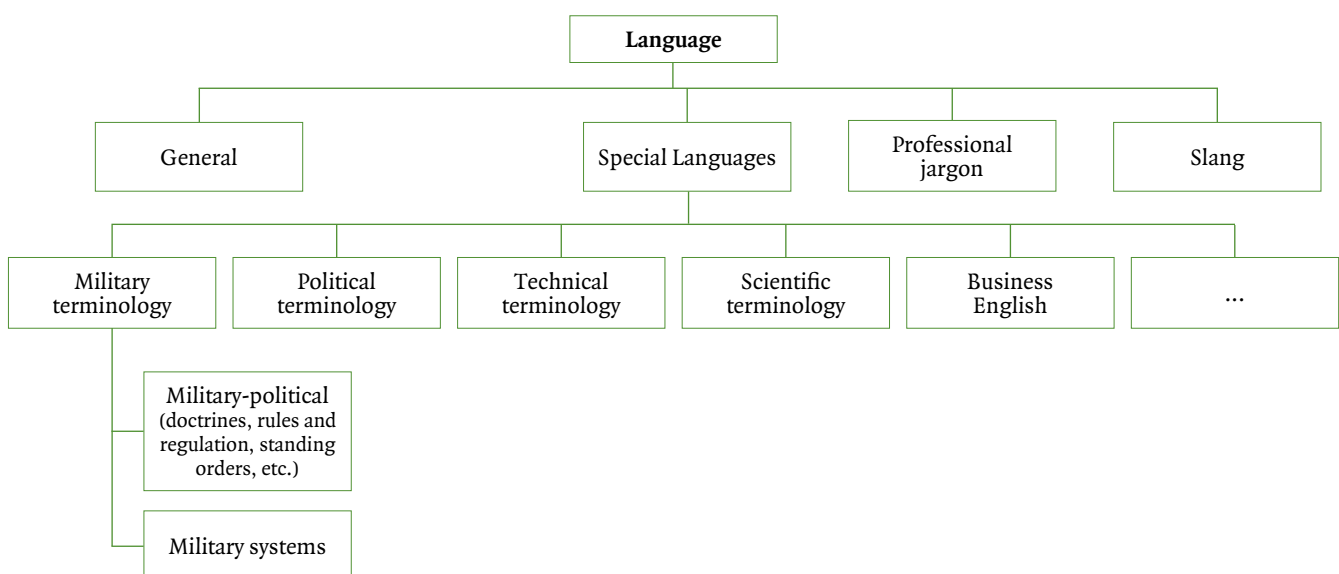 Language
General
Special Languages
Professional
jargon
Slang
Military
terminology
Political
terminology
Technical
terminology
Scientific
terminology
Business
English
...
Military-political
(doctrines, rules and
regulation, standing
orders, etc.)
Military systems